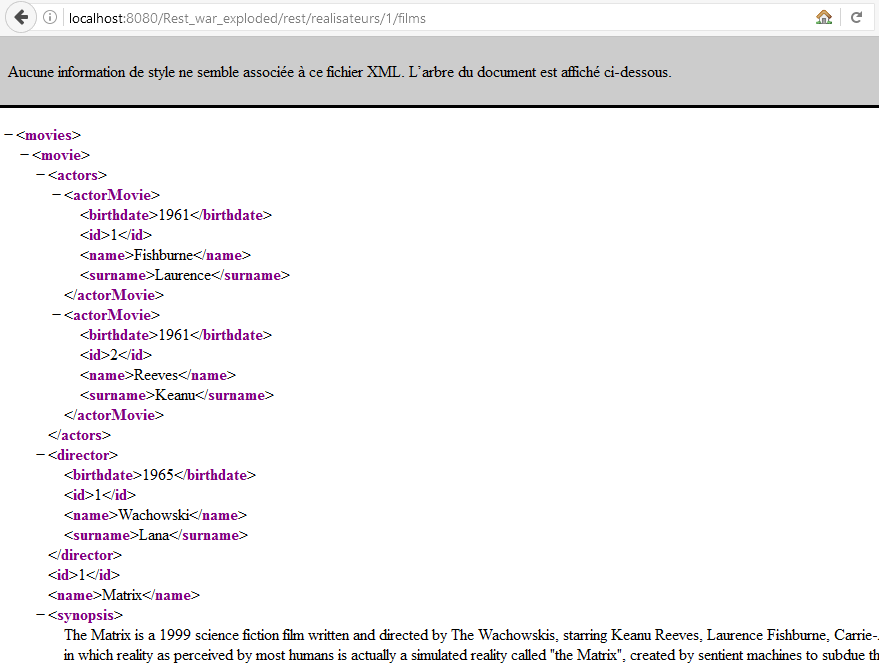 localhost:8080/Rest_war_exploded/rest/realisateurs/1/films
Aucune information de style ne semble associée à ce fichier XML. L'arbre du document est affiché ci-dessous.
−<movies>
−<movie>
−<actors>
−<actorMovie>
<birthdate>1961</birthdate>
<id>1</id>
<name>Fishburne</name>
<surname>Laurence</surname>
</actorMovie>
−<actorMovie>
<birthdate>1961</birthdate>
<id>2</id>
<name>Reeves</name>
<surname>Keanu</surname>
</actorMovie>
</actors>
−<director>
<birthdate>1965</birthdate>
<id>1</id>
<name>Wachowski</name>
<surname>Lana</surname>
</director>
<id>1</id>
<name>Matrix</name>
−<synopsis>
The Matrix is a 1999 science fiction film written and directed by The Wachowskis, starring Keanu Reeves, Laurence Fishburne, Carrie-
in which reality as perceived by most humans is actually a simulated reality called "the Matrix", created by sentient machines to subdue